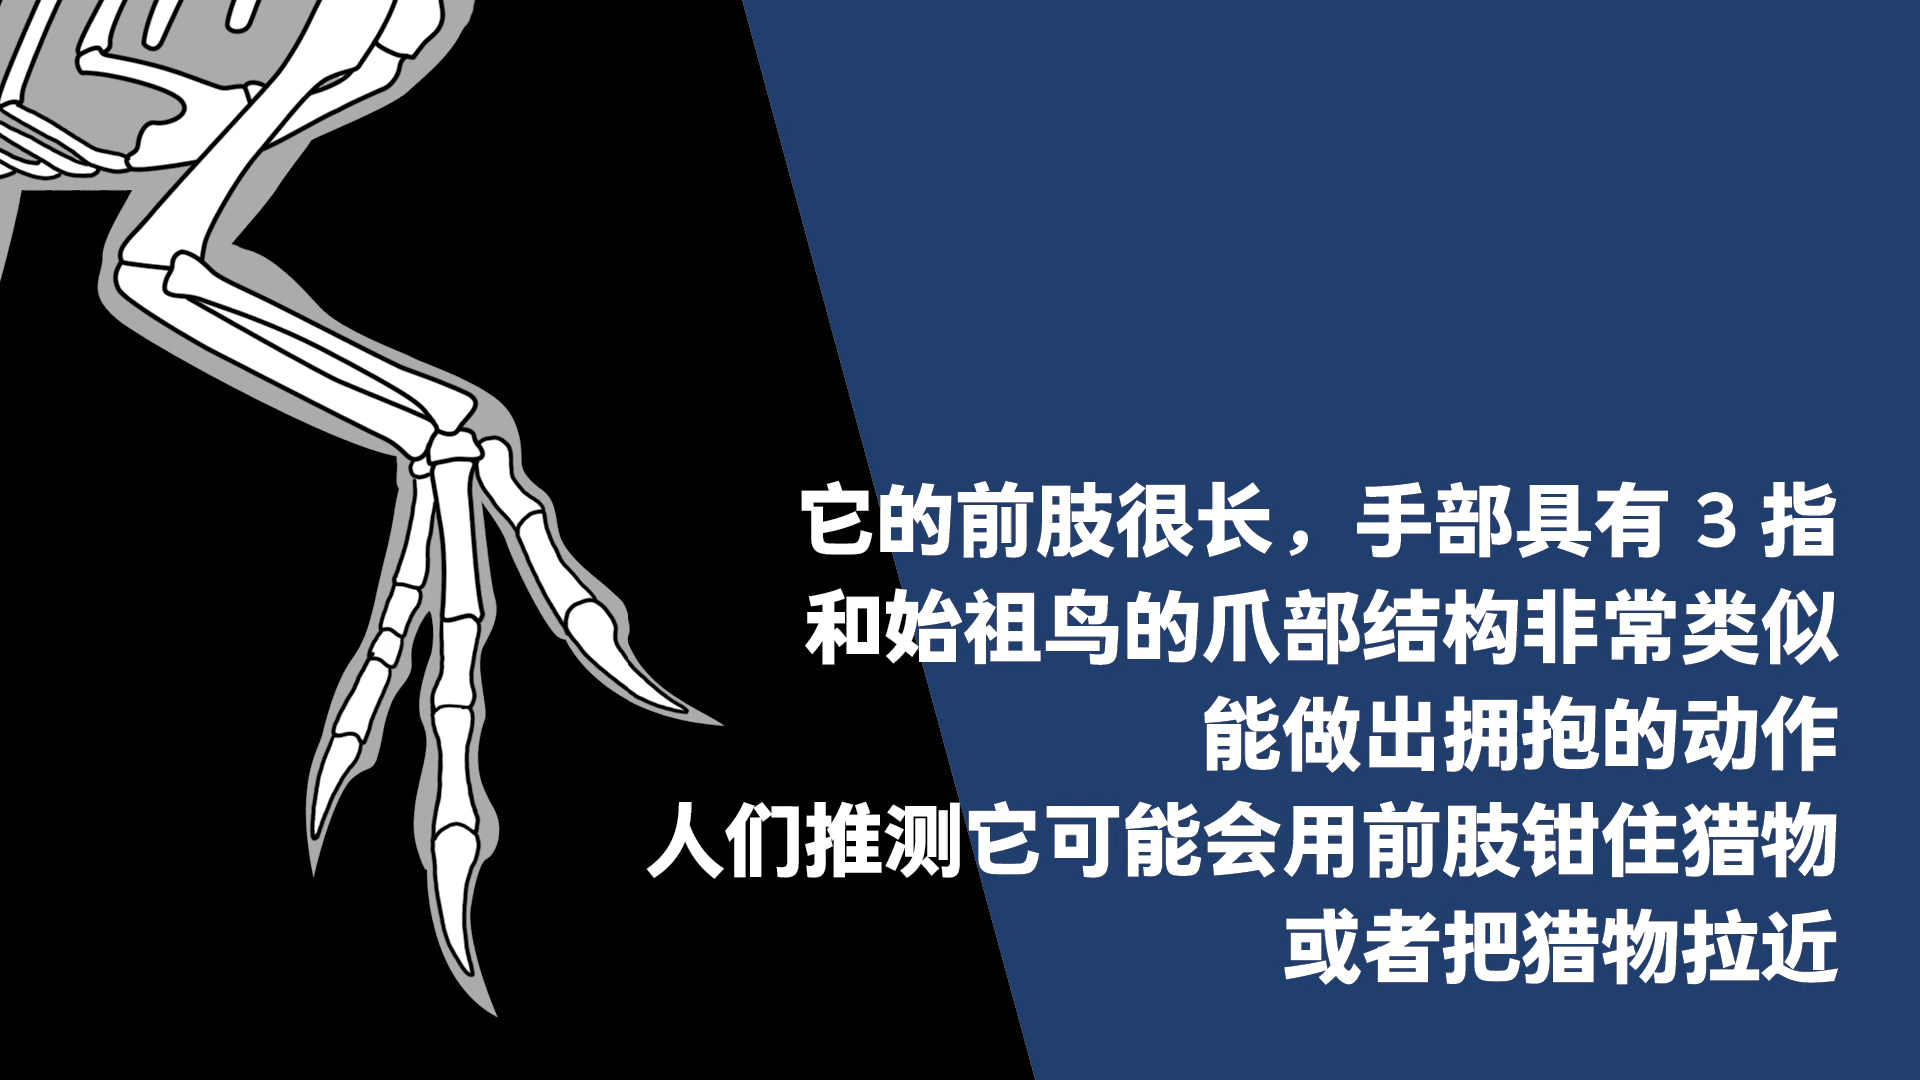 它的前肢很长，手部具有 3 指
和始祖鸟的爪部结构非常类似
能做出拥抱的动作
人们推测它可能会用前肢钳住猎物
或者把猎物拉近